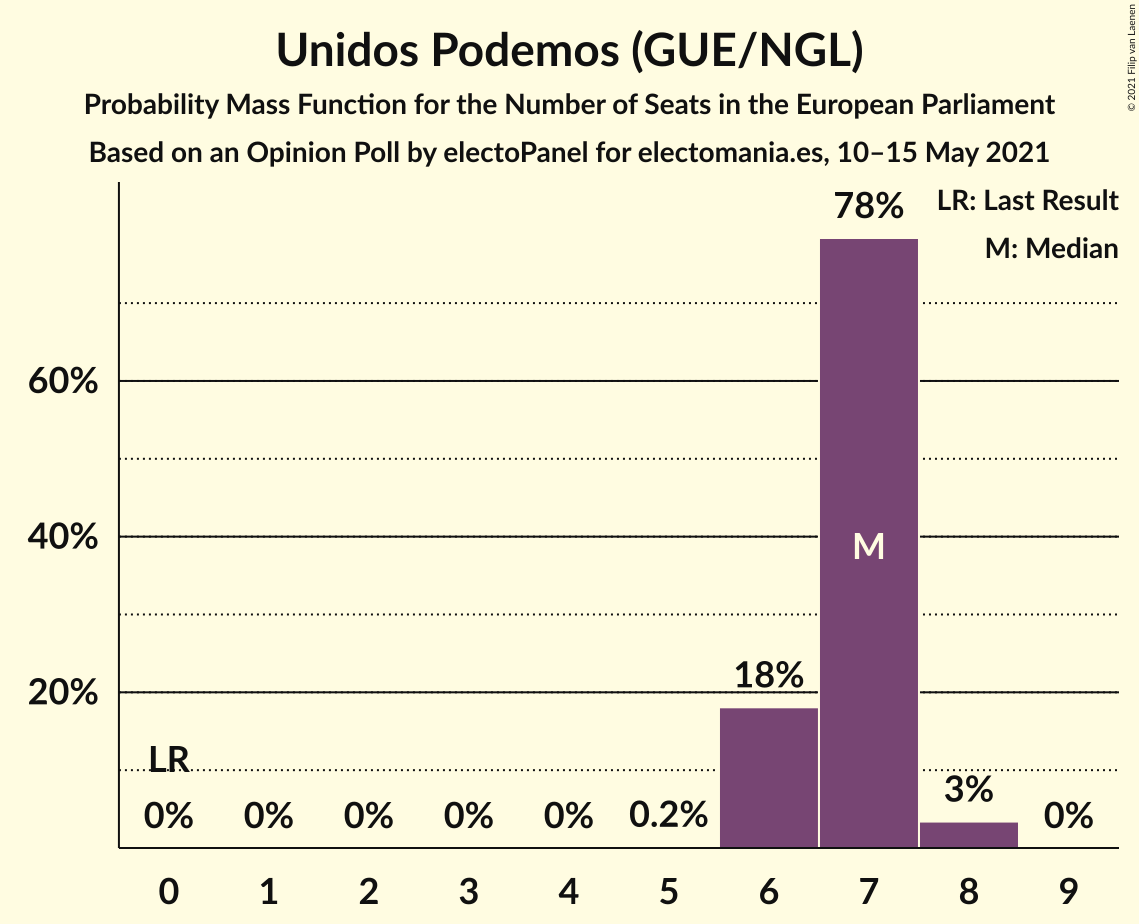 Unidos Podemos (GUE/NGL)
Probability Mass Function for the Number of Seats in the European Parliament
Based on an Opinion Poll by electoPanel for electomania.es, 10–15 May 2021
© 2021 Filip van Laenen
LR: Last Result
M: Median
78%
60%
40%
M
18%
20%
LR
3%
0% 0% 0% 0% 0% 0.2% 0%
0 1 2 3 4 5 6 7 8 9